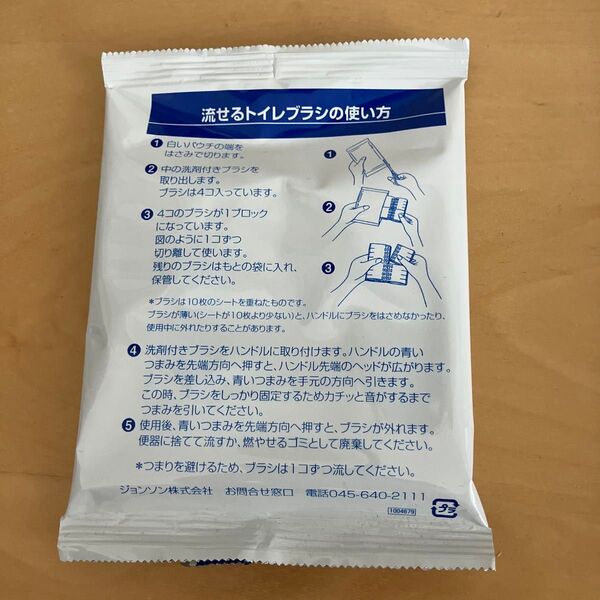 流せるトイレブラシの使い方
❶ 白いパウチの端を
はさみで切ります。
❷ 中の洗剤付きブラシを
取り出します。
ブラシは4コ入っています。
❸ 4コのブラシが1ブロック
になっています。
図のように1コずつ
切り離して使います。
残りのブラシはもとの袋に入れ、
保管してください。
❶
❷
❸
*ブラシは10枚のシートを重ねたものです。
ブラシが薄い(シートが10枚より少ない)と、ハンドルにブラシをはさめなかったり、
使用中に外れたりすることがあります。
❹ 洗剤付きブラシをハンドルに取り付けます。ハンドルの青い
つまみを先端方向へ押すと、ハンドル先端のヘッドが広がります。
ブラシを差し込み、青いつまみを手元の方向へ引きます。
この時、ブラシをしっかり固定するためカチッと音がするまで
つまみを引いてください。
❺ 使用後、青いつまみを先端方向へ押すと、ブラシが外れます。
便器に捨てて流すか、燃やせるゴミとして廃棄してください。
*つまりを避けるため、ブラシは1コずつ流してください。
ジョンソン株式会社 お問合せ窓口 電話045-640-2111
1004679
プラ